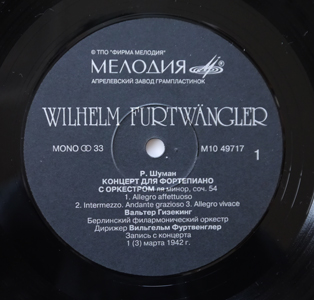 © ТПО "ФИРМА МЕЛОДИЯ"
МЕЛОДИЯ
АПРЕЛЕВСКИЙ ЗАВОД ГРАМПЛАСТИНОК
WILHELM FURTWÄNGLER
MONO 33 M10 49717
1
Р. Шуман
КОНЦЕРТ ДЛЯ ФОРТЕПИАНО
С ОРКЕСТРОМ ля минор, соч. 54
1. Allegro affettuoso
2. Intermezzo. Andante grazioso 3. Allegro vivace
Вальтер Гизекинг
Берлинский филармонический оркестр
Дирижер Вильгельм Фуртвенглер
Запись с концерта
1 (3) марта 1942 г.